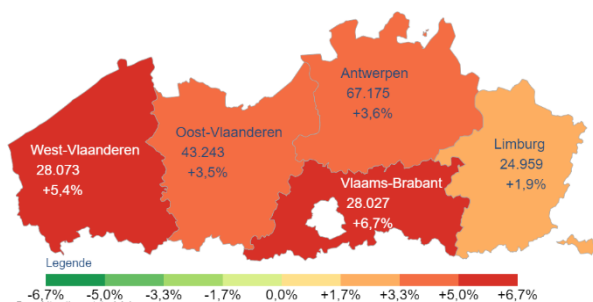 Antwerpen
67.175
+3,6%
Oost-Vlaanderen
43.243
+3,5%
West-Vlaanderen
28.073
+5,4%
Limburg
24.959
+1,9%
Vlaams-Brabant
28.027
+6,7%
Legende
-6,7% -5,0% -3,3% -1,7% 0,0% +1,7% +3,3% +5,0% +6,7%